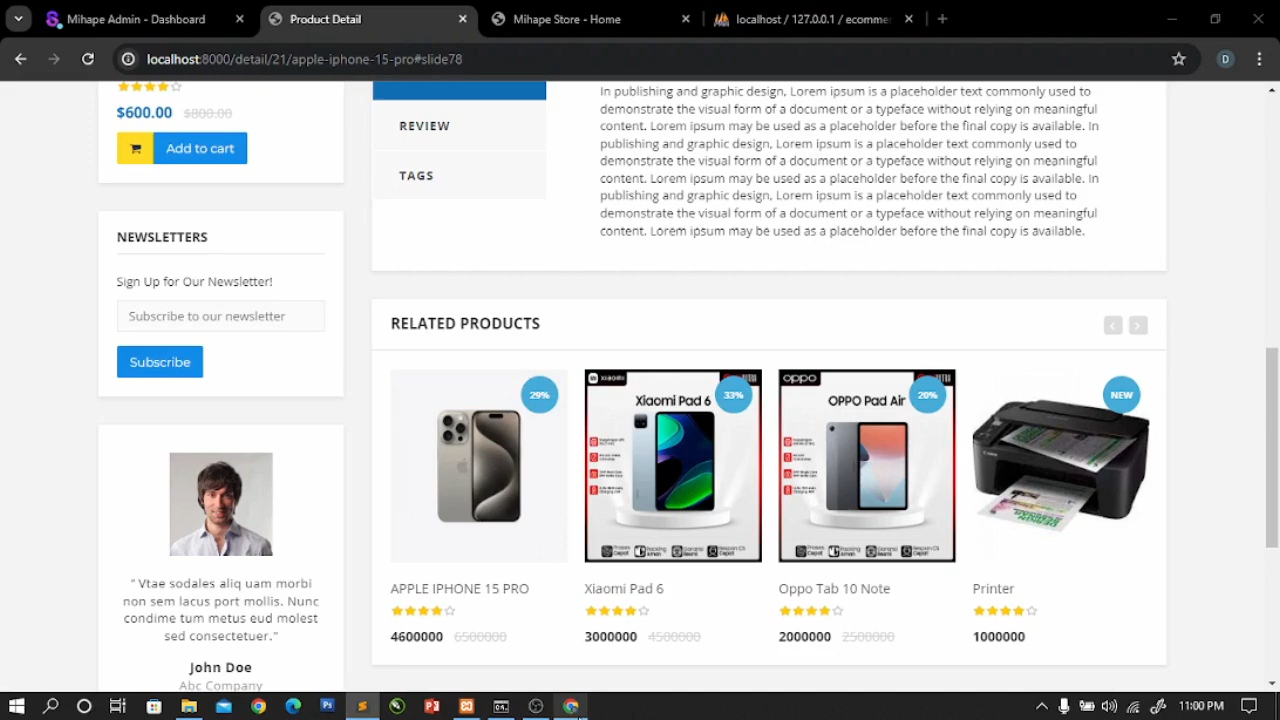 Mihape Admin - Dashboard
Product Detail
Mihape Store - Home
localhost / 127.0.0.1 / ecomme
localhost:8000/detail/21/apple-iphone-15-pro#slide78
D
$600.00 $800.00
Add to cart
NEWSLETTERS
Sign Up for Our Newsletter!
Subscribe to our newsletter
Subscribe
" Vtae sodales aliq uam morbi
non sem lacus port mollis. Nunc
condime tum metus eud molest
sed consectetuer."
John Doe
Abc Company
REVIEW
TAGS
In publishing and graphic design, Lorem ipsum is a placeholder text commonly used to
demonstrate the visual form of a document or a typeface without relying on meaningful
content. Lorem ipsum may be used as a placeholder before the final copy is available. In
publishing and graphic design, Lorem ipsum is a placeholder text commonly used to
demonstrate the visual form of a document or a typeface without relying on meaningful
content. Lorem ipsum may be used as a placeholder before the final copy is available. In
publishing and graphic design, Lorem ipsum is a placeholder text commonly used to
demonstrate the visual form of a document or a typeface without relying on meaningful
content. Lorem ipsum may be used as a placeholder before the final copy is available.
RELATED PRODUCTS
29%
xiaomi
33%
Xiaomi Pad 6
oppo
20%
OPPO Pad Air
NEW
APPLE IPHONE 15 PRO
4600000 6500000
Xiaomi Pad 6
3000000 4500000
Oppo Tab 10 Note
2000000 2500000
Printer
1000000
11:00 PM